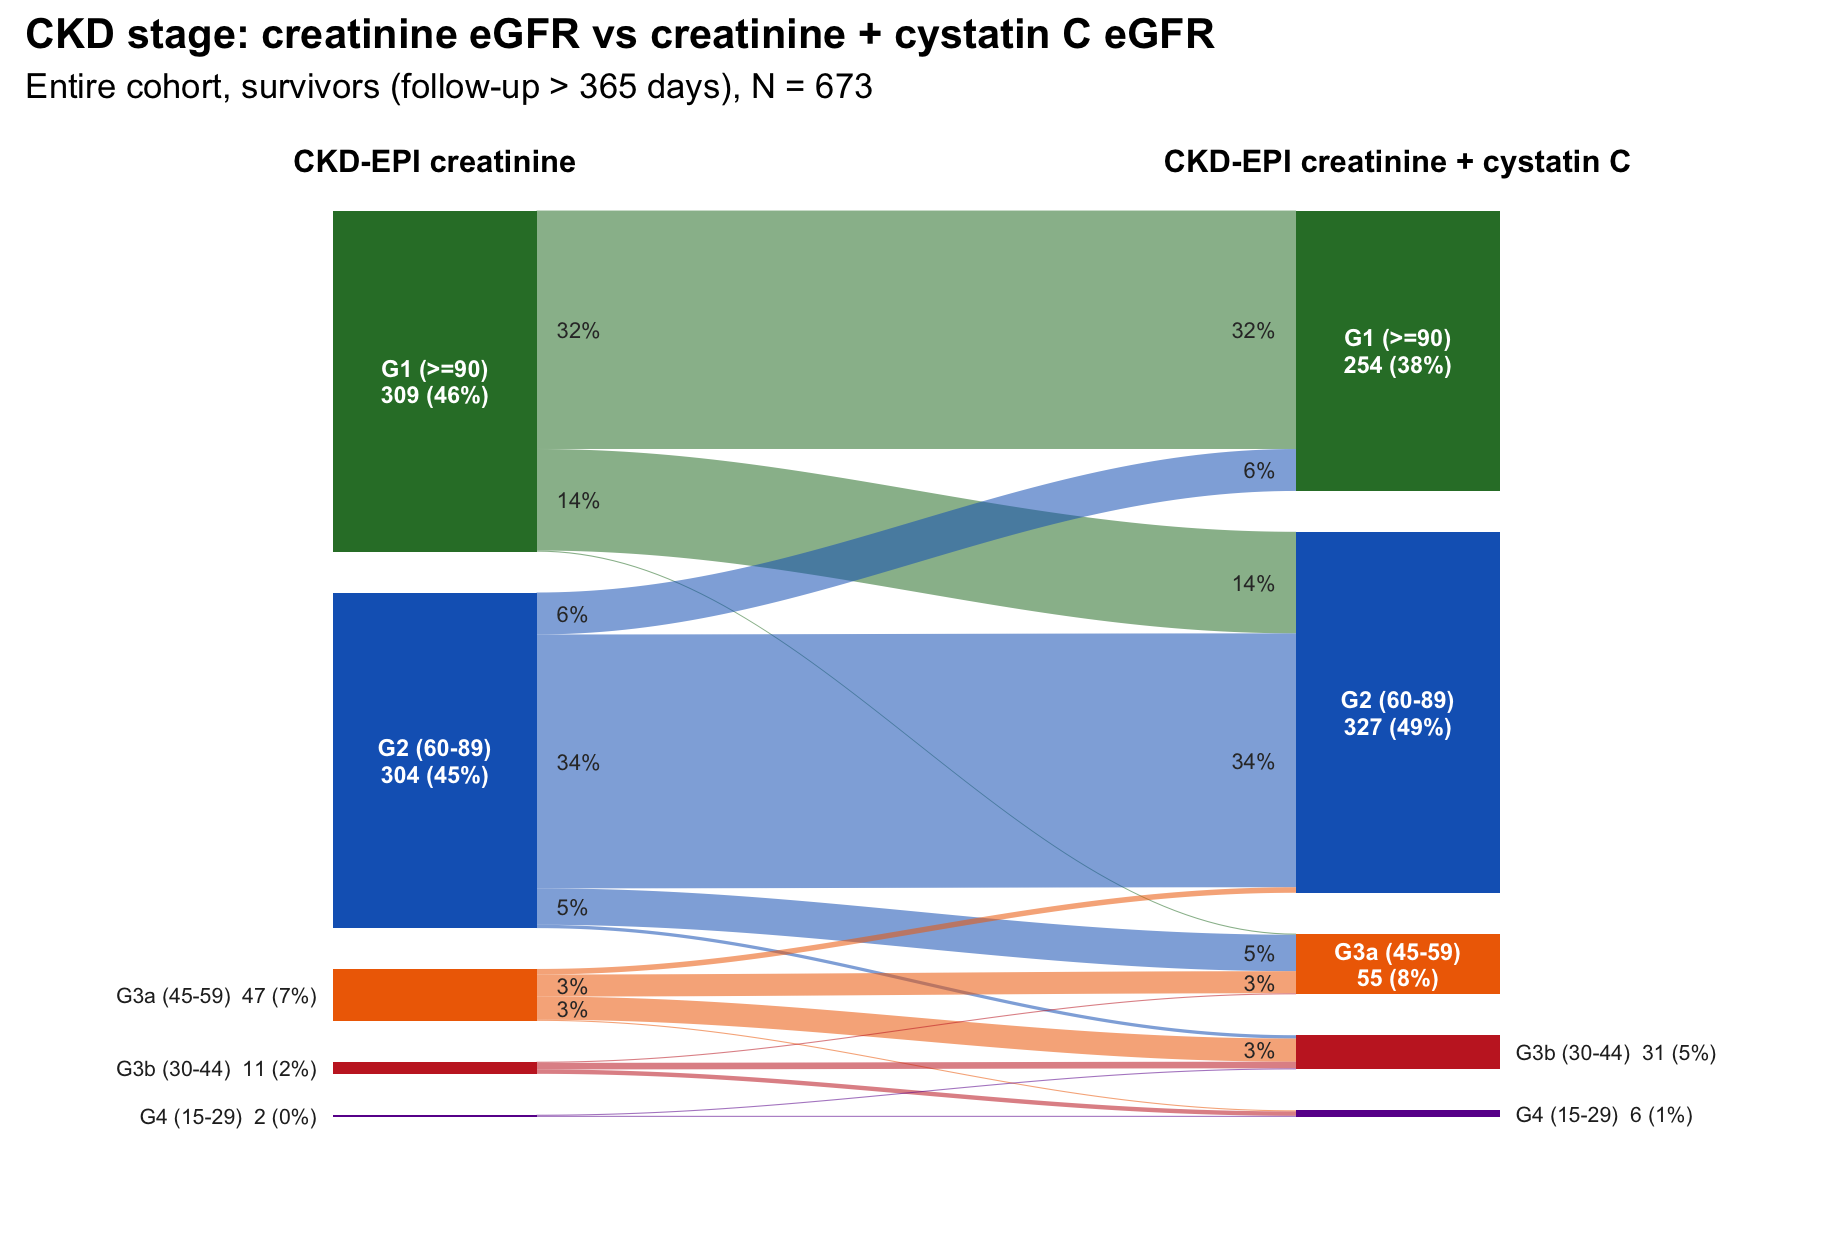 CKD stage: creatinine eGFR vs creatinine + cystatin C eGFR
Entire cohort, survivors (follow-up > 365 days), N = 673
CKD-EPI creatinine
CKD-EPI creatinine + cystatin C
G1 (>=90)
309 (46%)
32%
14%
32%
6%
G1 (>=90)
254 (38%)
G2 (60-89)
304 (45%)
6%
34%
5%
14%
34%
G2 (60-89)
327 (49%)
G3a (45-59) 47 (7%)
3%
3%
5%
3%
G3a (45-59)
55 (8%)
G3b (30-44) 11 (2%)
3%
G3b (30-44) 31 (5%)
G4 (15-29) 2 (0%)
G4 (15-29) 6 (1%)